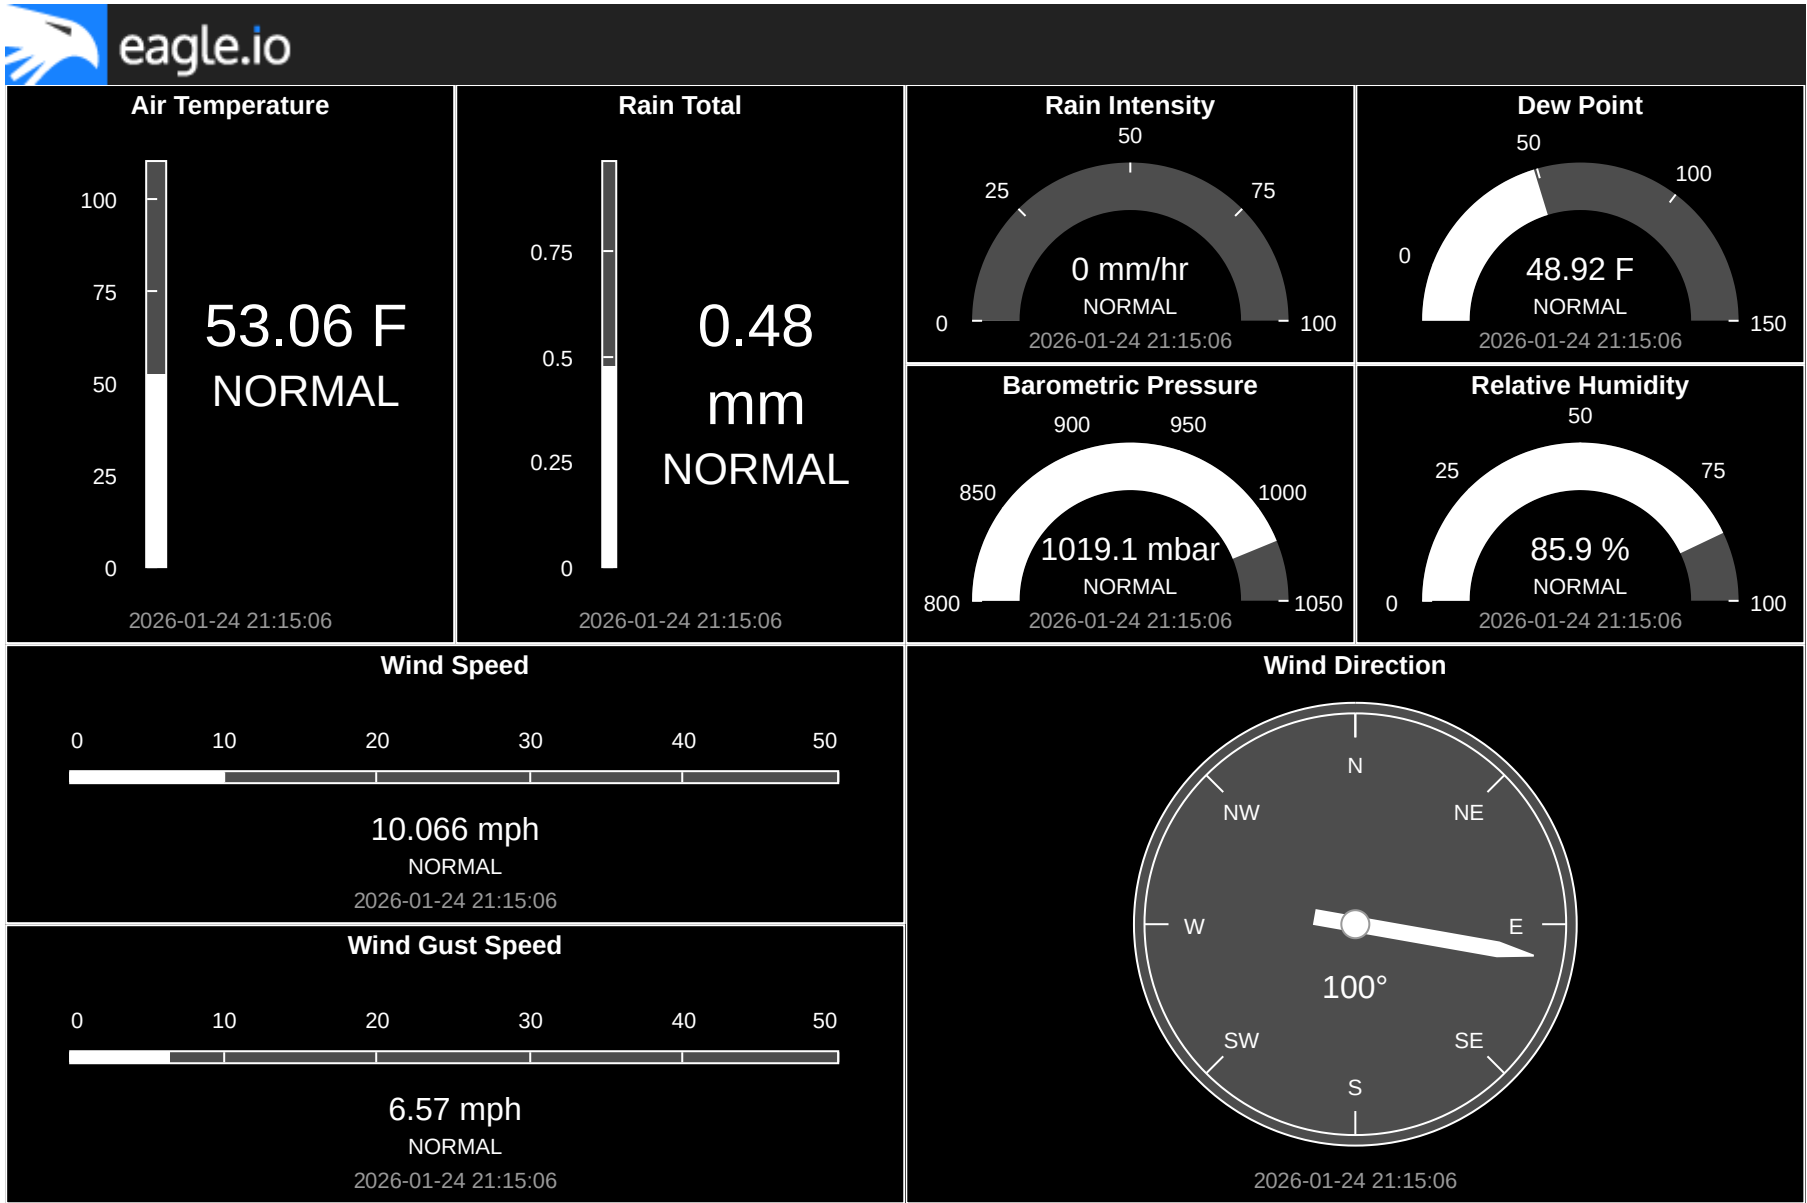 eagle.io
Air Temperature
100
75
50
25
0
53.06 F
NORMAL
2026-01-24 21:15:06
Rain Total
0.75
0.5
0.25
0
0.48
mm
NORMAL
2026-01-24 21:15:06
Rain Intensity
50
25
75
0
100
0 mm/hr
NORMAL
2026-01-24 21:15:06
Dew Point
50
100
0
150
48.92 F
NORMAL
2026-01-24 21:15:06
Barometric Pressure
900
950
850
1000
800
1050
1019.1 mbar
NORMAL
2026-01-24 21:15:06
Relative Humidity
50
25
75
0
100
85.9 %
NORMAL
2026-01-24 21:15:06
Wind Speed
0 10 20 30 40 50
10.066 mph
NORMAL
2026-01-24 21:15:06
Wind Gust Speed
0 10 20 30 40 50
6.57 mph
NORMAL
2026-01-24 21:15:06
Wind Direction
N
NW
NE
W
E
100°
SW
SE
S
2026-01-24 21:15:06